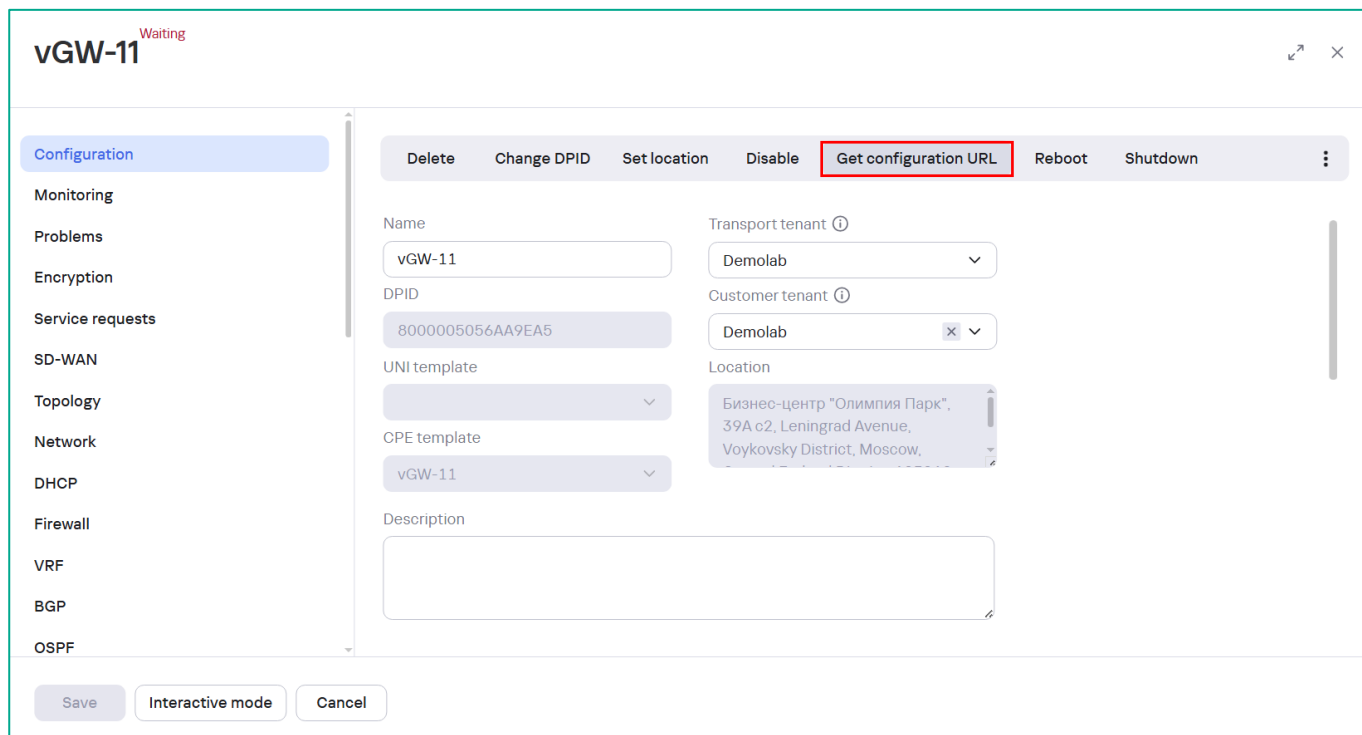 vGW-11
Waiting
Configuration
Monitoring
Problems
Encryption
Service requests
SD-WAN
Topology
Network
DHCP
Firewall
VRF
BGP
OSPF
Delete Change DPID Set location Disable Get configuration URL Reboot Shutdown
Name
vGW-11
Transport tenant
Demolab
DPID
8000005056AA9EA5
Customer tenant
Demolab
UNI template
Location
Бизнес-центр "Олимпия Парк",
39А с2, Leningrad Avenue,
Voykovsky District, Moscow,
CPE template
vGW-11
Description
Save Interactive mode Cancel